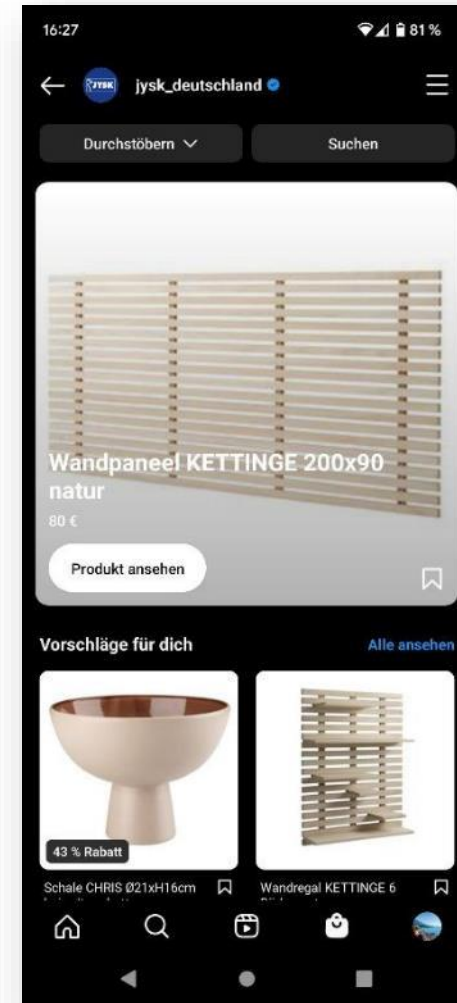 16:27
81 %
JYSK
jysk_deutschland
Durchstöbern
Suchen
Wandpaneel KETTINGE 200x90
natur
80 €
Produkt ansehen
Vorschläge für dich
Alle ansehen
43 % Rabatt
Schale CHRIS Ø21xH16cm
Wandregal KETTINGE 6